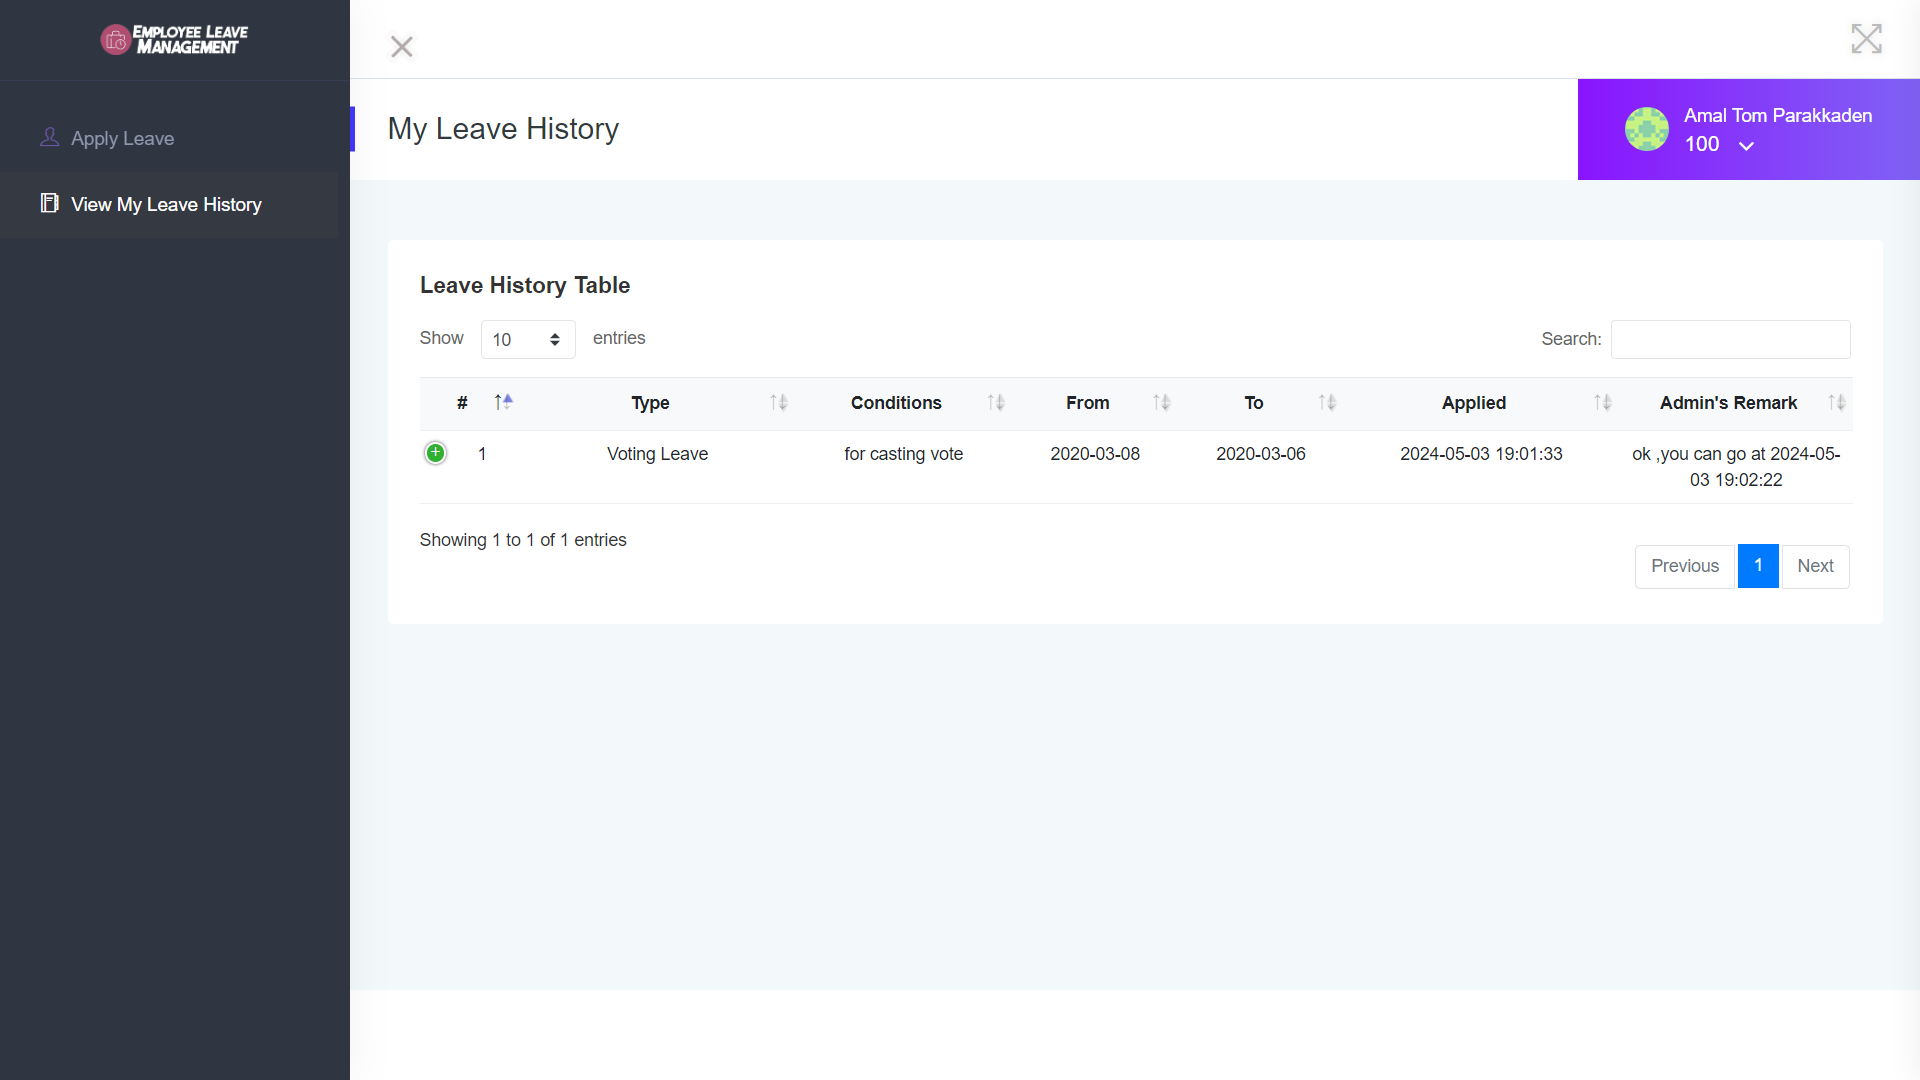 EMPLOYEE LEAVE
MANAGEMENT
Apply Leave
View My Leave History
My Leave History
Amal Tom Parakkaden
100
Leave History Table
Show 10 entries
Search:
# Type Conditions From To Applied Admin's Remark
1 Voting Leave for casting vote 2020-03-08 2020-03-06 2024-05-03 19:01:33 ok ,you can go at 2024-05-
03 19:02:22
Showing 1 to 1 of 1 entries
Previous 1 Next